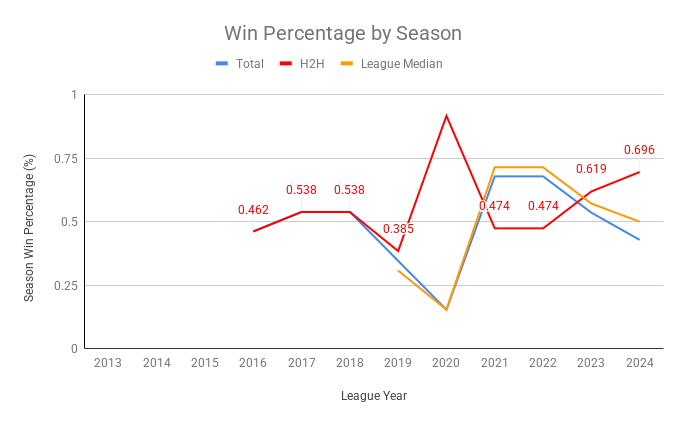 Win Percentage by Season
Total H2H League Median
Season Win Percentage (%)
1
0.75
0.5
0.25
0
0.462
0.538
0.538
0.385
0.474
0.474
0.619
0.696
2013 2014 2015 2016 2017 2018 2019 2020 2021 2022 2023 2024
League Year